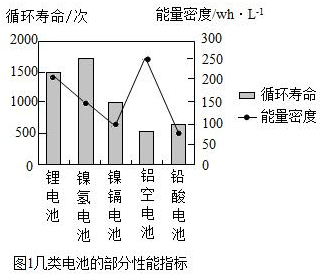 循环寿命/次
能量密度/wh·L-1
2000
1500
1000
500
0
300
250
200
150
100
50
0
循环寿命
能量密度
锂电池
镍氢电池
镍镉电池
铝空电池
铅酸电池
图1几类电池的部分性能指标